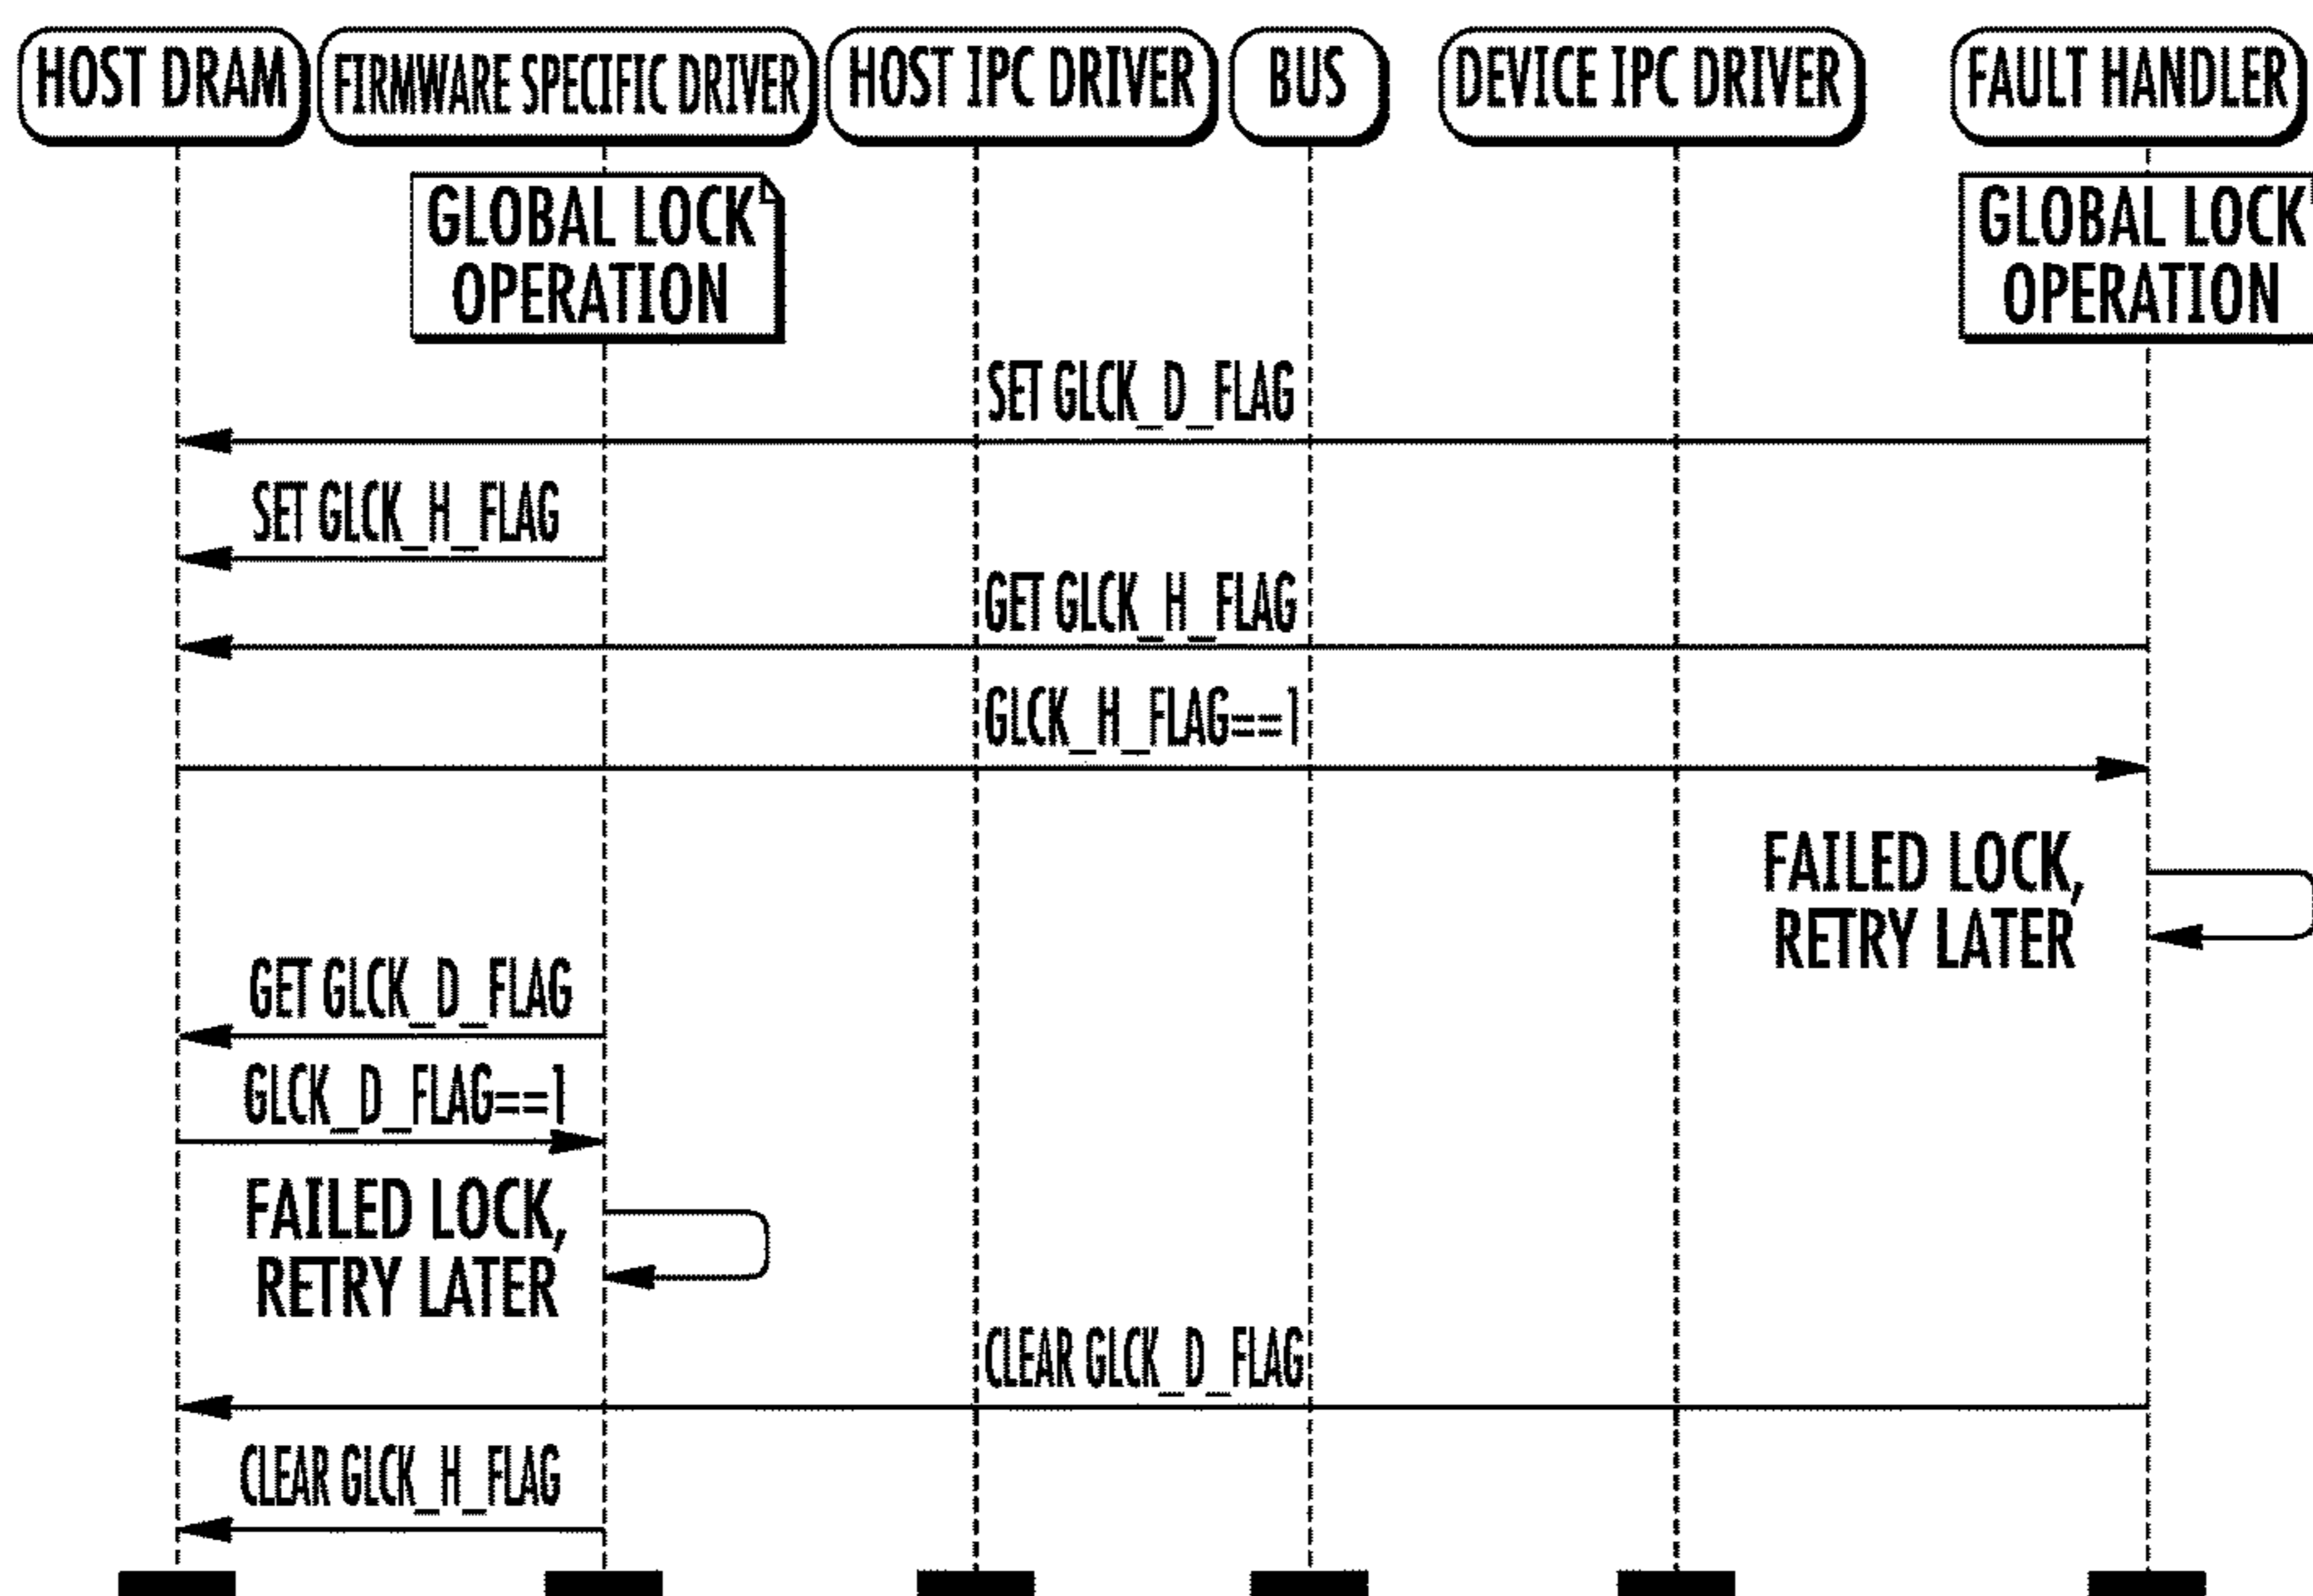 HOST DRAM
FIRMWARE SPECIFIC DRIVER
HOST IPC DRIVER
BUS
DEVICE IPC DRIVER
FAULT HANDLER
GLOBAL LOCK
OPERATION
GLOBAL LOCK
OPERATION
SET GLCK_D_FLAG
SET GLCK_H_FLAG
GET GLCK_H_FLAG
GLCK_H_FLAG==1
FAILED LOCK,
RETRY LATER
GET GLCK_D_FLAG
GLCK_D_FLAG==1
FAILED LOCK,
RETRY LATER
CLEAR GLCK_D_FLAG
CLEAR GLCK_H_FLAG